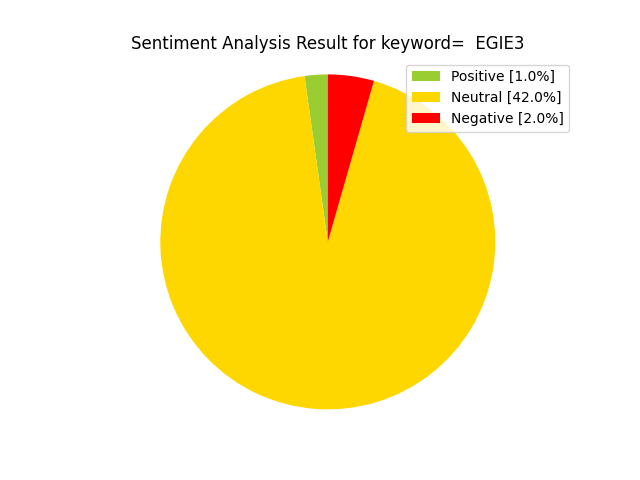 Sentiment Analysis Result for keyword=  EGIE3
Positive [1.0%]
Neutral [42.0%]
Negative [2.0%]